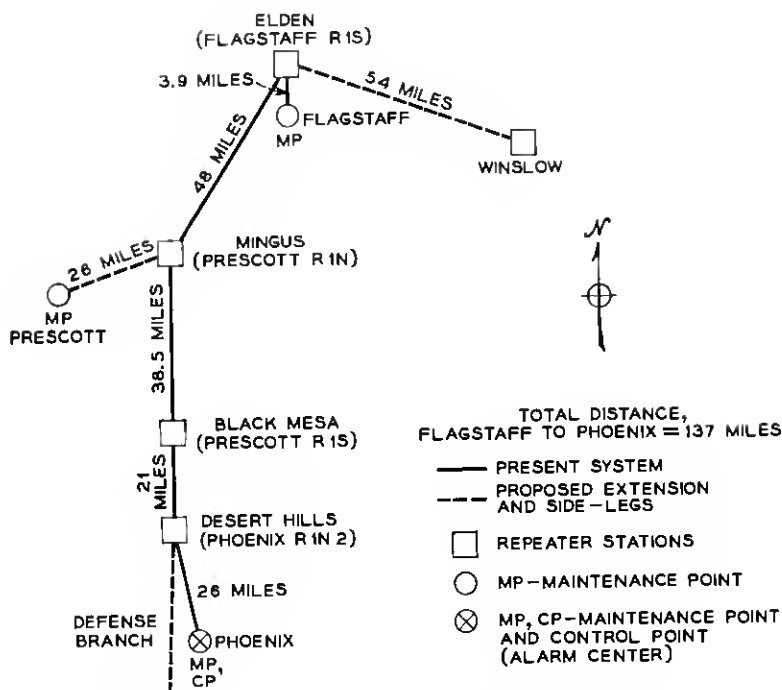 ELDEN
(FLAGSTAFF R1S)
3.9 MILES
54 MILES
FLAGSTAFF
MP
WINSLOW
48 MILES
MINGUS
(PRESCOTT R1N)
26 MILES
MP
PRESCOTT
N
38.5 MILES
BLACK MESA
(PRESCOTT R1S)
21
MILES
DESERT HILLS
(PHOENIX R1N2)
26 MILES
DEFENSE
BRANCH
PHOENIX
MP,
CP
TOTAL DISTANCE,
FLAGSTAFF TO PHOENIX = 137 MILES
PRESENT SYSTEM
PROPOSED EXTENSION
AND SIDE-LEGS
REPEATER STATIONS
MP-MAINTENANCE POINT
MP, CP-MAINTENANCE POINT
AND CONTROL POINT
(ALARM CENTER)